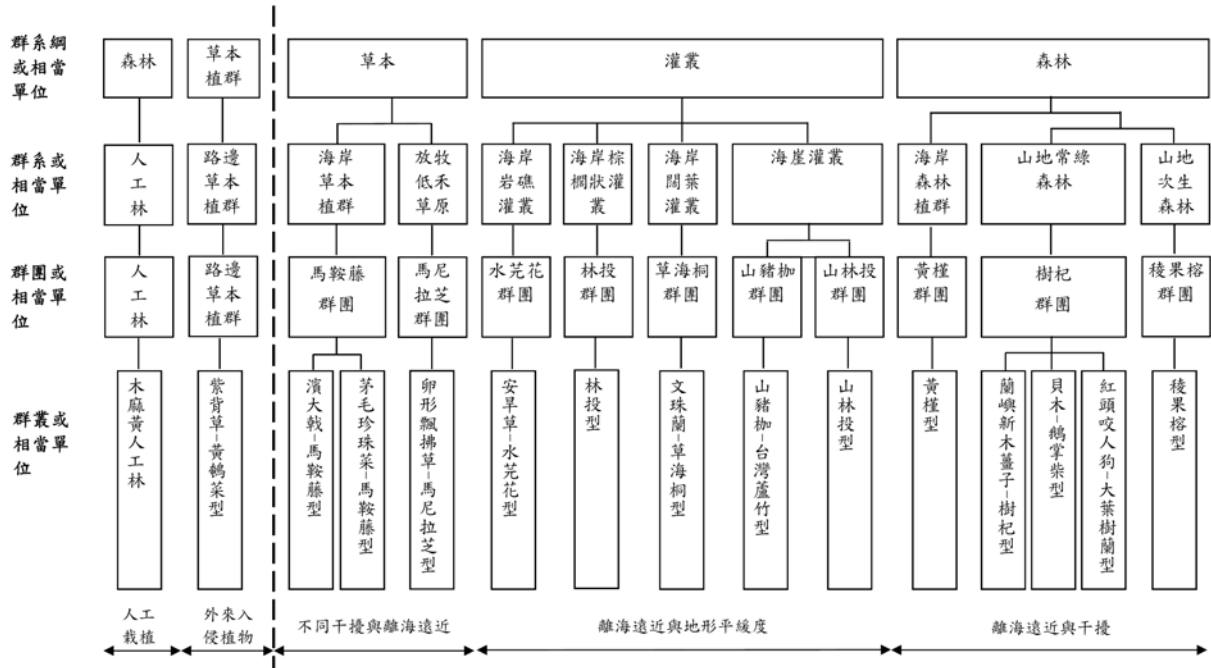 群系綱
或相當
單位
森林
草本
植群
草本
灌叢
森林
群系或
相當單
位
人
工
林
路邊
草本
植群
海岸
草本
植群
放牧
低禾
草原
海岸
岩礁
灌叢
海岸棕
櫚狀灌
叢
海岸
闊葉
灌叢
海崖灌叢
海岸
森林
植群
山地常綠
森林
山地
次生
森林
群團或
相當單
位
人
工
林
路邊
草本
植群
馬鞍藤
群團
馬尼
拉芝
群團
水芫花
群團
林投
群團
草海桐
群團
山豬枷
群團
山林投
群團
黃槿
群團
樹杞
群團
稜果榕
群團
群叢或
相當單
位
木麻黃人工林
紫背草-黃鵪菜型
濱大戟-馬鞍藤型
茅毛珍珠菜-馬鞍藤型
卵形飄拂草-馬尼拉芝型
安旱草-水芫花型
林投型
文珠蘭-草海桐型
山豬枷-台灣蘆竹型
山林投型
黃槿型
蘭嶼新木薑子-樹杞型
貝木-鵝掌柴型
紅頭咬人狗-大葉樹蘭型
稜果榕型
人工
栽植
外來入
侵植物
不同干擾與離海遠近
離海遠近與地形平緩度
離海遠近與干擾